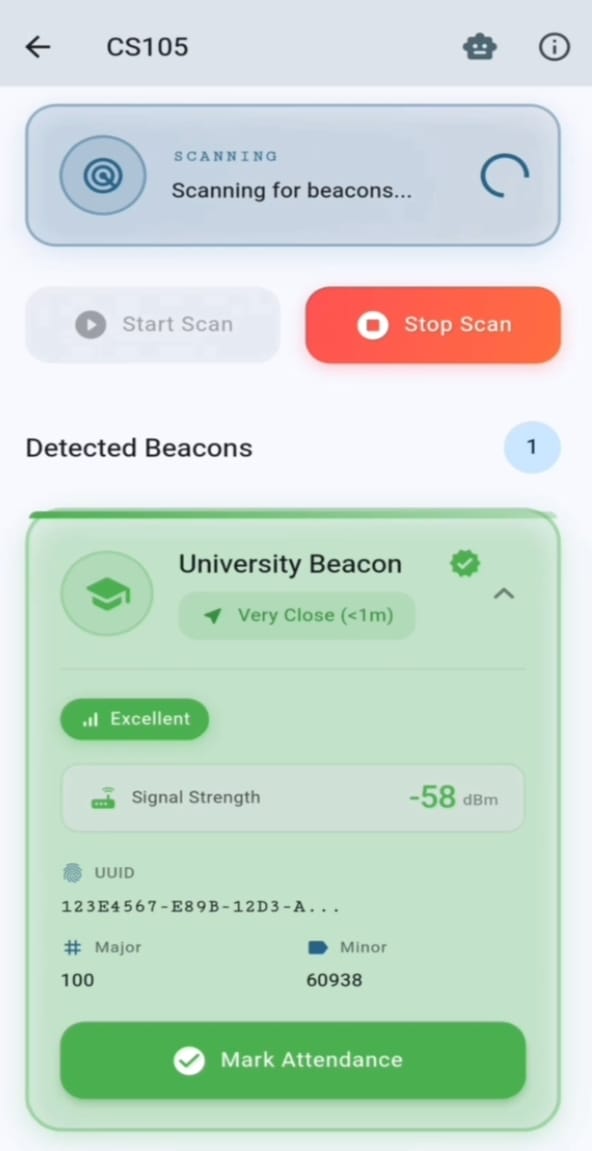 CS105
SCANNING
Scanning for beacons...
Start Scan
Stop Scan
Detected Beacons
1
University Beacon
Very Close (<1m)
Excellent
Signal Strength
-58 dBm
UUID
123E4567-E89B-12D3-A...
Major
Minor
100
60938
Mark Attendance